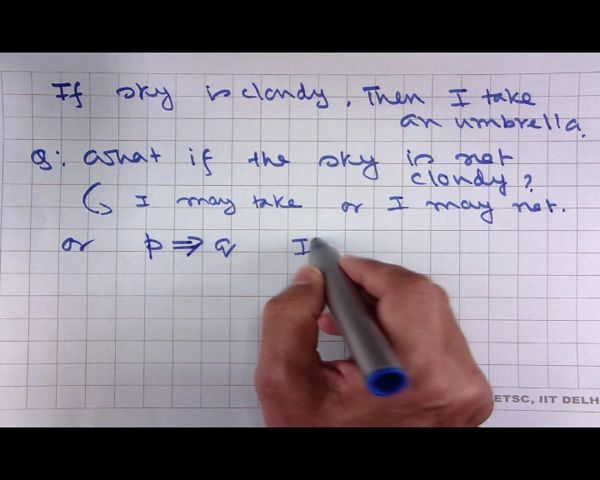 If sky is cloudy, Then I take
an umbrella.
Q: What if the sky is not
cloudy?
I may take or I may not.
or p ⇒ q I
ETSC, IIT DELH